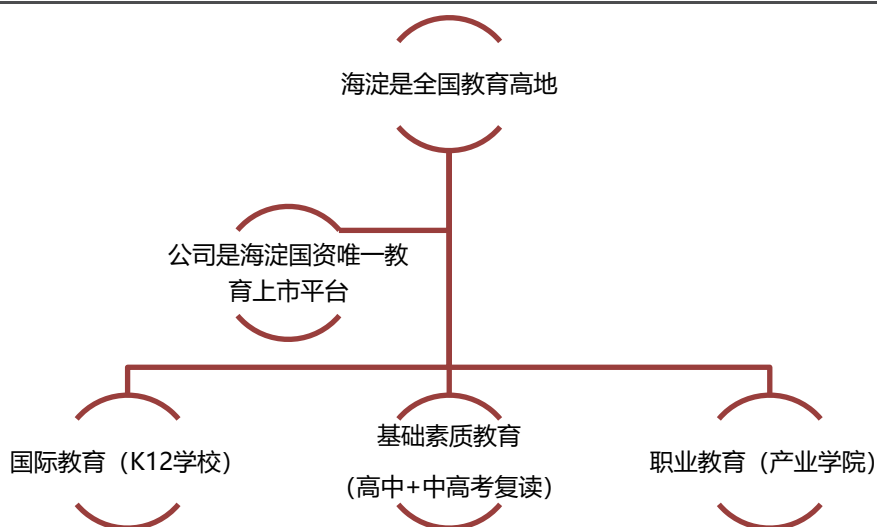 海淀是全国教育高地
公司是海淀国资唯一教
育上市平台
国际教育（K12学校）
基础素质教育
（高中+中高考复读）
职业教育（产业学院）